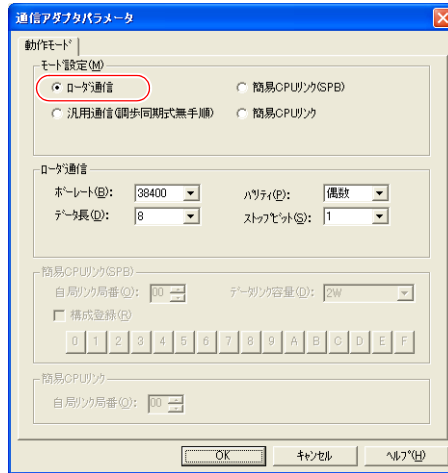 通信アダプタパラメータ
動作モード
モード設定(M)
ローダ通信
簡易CPUリンク(SPB)
汎用通信(調歩同期式無手順)
簡易CPUリンク
ローダ通信
ボーレート(B): 38400 パリティ(P): 偶数
データ長(D): 8 ストップビット(S): 1
簡易CPUリンク(SPB)
自局リンク局番(O): 00 データリンク容量(D): 2W
構成登録(R)
0 1 2 3 4 5 6 7 8 9 A B C D E F
簡易CPUリンク
自局リンク局番(O): 00
OK キャンセル ヘルプ(H)